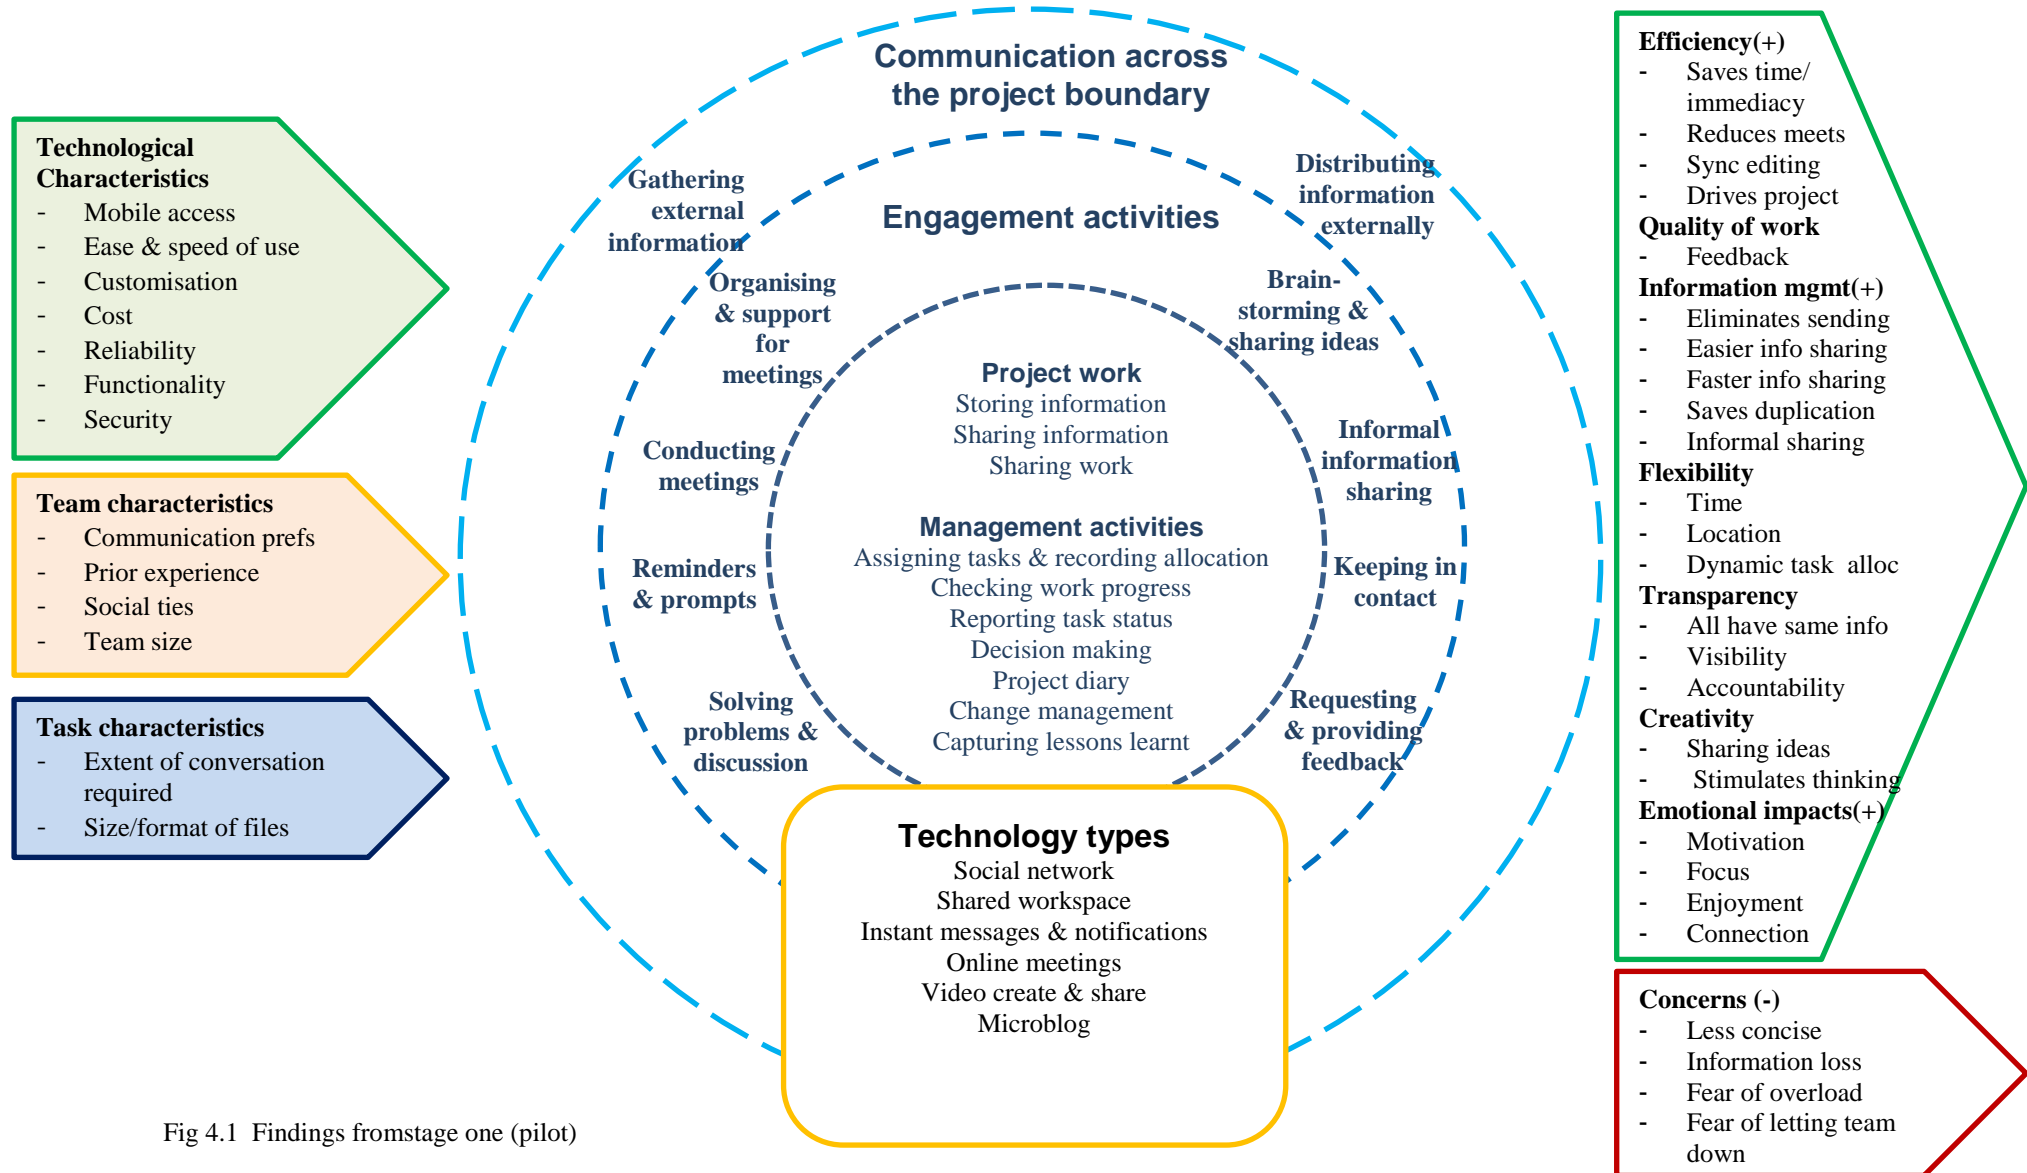 Technological
Characteristics
- Mobile access
- Ease & speed of use
- Customisation
- Cost
- Reliability
- Functionality
- Security
Team characteristics
- Communication prefs
- Prior experience
- Social ties
- Team size
Task characteristics
- Extent of conversation
required
- Size/format of files
Communication across
the project boundary
Gathering
external
information
Distributing
information
externally
Engagement activities
Organising
& support
for
meetings
Brain-
storming &
sharing ideas
Conducting
meetings
Informal
information
sharing
Reminders
& prompts
Keeping in
contact
Solving
problems &
discussion
Requesting
& providing
feedback
Project work
Storing information
Sharing information
Sharing work
Management activities
Assigning tasks & recording allocation
Checking work progress
Reporting task status
Decision making
Project diary
Change management
Capturing lessons learnt
Technology types
Social network
Shared workspace
Instant messages & notifications
Online meetings
Video create & share
Microblog
Efficiency(+)
- Saves time/
immediacy
- Reduces meets
- Sync editing
- Drives project
Quality of work
- Feedback
Information mgmt(+)
- Eliminates sending
- Easier info sharing
- Faster info sharing
- Saves duplication
- Informal sharing
Flexibility
- Time
- Location
- Dynamic task alloc
Transparency
- All have same info
- Visibility
- Accountability
Creativity
- Sharing ideas
- Stimulates thinking
Emotional impacts(+)
- Motivation
- Focus
- Enjoyment
- Connection
Concerns (-)
- Less concise
- Information loss
- Fear of overload
- Fear of letting team
down
Fig 4.1 Findings fromstage one (pilot)